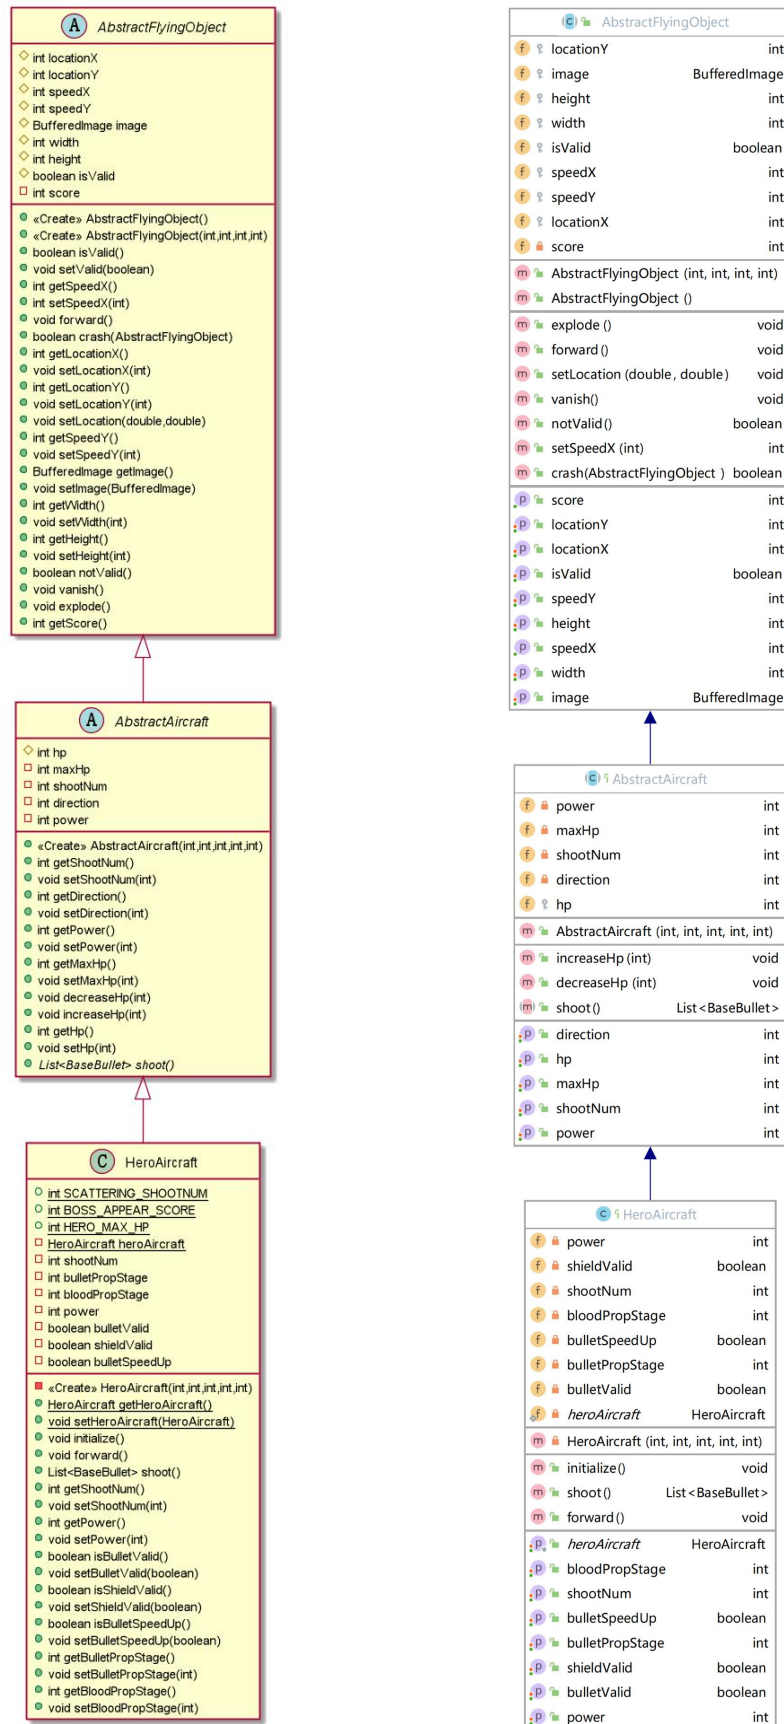 A AbstractFlyingObject
int locationX
int locationY
int speedX
int speedY
BufferedImage image
int width
int height
boolean isValid
int score
«Create» AbstractFlyingObject()
«Create» AbstractFlyingObject(int,int,int,int)
boolean isValid()
void setValid(boolean)
int getSpeedX()
int setSpeedX(int)
void forward()
boolean crash(AbstractFlyingObject)
int getLocationX()
void setLocationX(int)
int getLocationY()
void setLocationY(int)
void setLocation(double,double)
int getSpeedY()
void setSpeedY(int)
BufferedImage getImage()
void setImage(BufferedImage)
int getWidth()
void setWidth(int)
int getHeight()
void setHeight(int)
boolean notValid()
void vanish()
void explode()
int getScore()
A AbstractAircraft
int hp
int maxHp
int shootNum
int direction
int power
«Create» AbstractAircraft(int,int,int,int,int)
int getShootNum()
void setShootNum(int)
int getDirection()
void setDirection(int)
int getPower()
void setPower(int)
int getMaxHp()
void setMaxHp(int)
void decreaseHp(int)
void increaseHp(int)
int getHp()
void setHp(int)
List<BaseBullet> shoot()
C HeroAircraft
int SCATTERING_SHOOTNUM
int BOSS_APPEAR_SCORE
int HERO_MAX_HP
HeroAircraft heroAircraft
int shootNum
int bulletPropStage
int bloodPropStage
int power
boolean bulletValid
boolean shieldValid
boolean bulletSpeedUp
«Create» HeroAircraft(int,int,int,int,int)
HeroAircraft getHeroAircraft()
void setHeroAircraft(HeroAircraft)
void initialize()
void forward()
List<BaseBullet> shoot()
int getShootNum()
void setShootNum(int)
int getPower()
void setPower(int)
boolean isBulletValid()
void setBulletValid(boolean)
boolean isShieldValid()
void setShieldValid(boolean)
boolean isBulletSpeedUp()
void setBulletSpeedUp(boolean)
int getBulletPropStage()
void setBulletPropStage(int)
int getBloodPropStage()
void setBloodPropStage(int)
C AbstractFlyingObject
f locationY int
f image BufferedImage
f height int
f width int
f isValid boolean
f speedX int
f speedY int
f locationX int
f score int
m AbstractFlyingObject (int, int, int, int)
m AbstractFlyingObject ()
m explode () void
m forward () void
m setLocation (double, double) void
m vanish() void
m notValid() boolean
m setSpeedX (int) int
m crash(AbstractFlyingObject ) boolean
p score int
p locationY int
p locationX int
p isValid boolean
p speedY int
p height int
p speedX int
p width int
p image BufferedImage
C AbstractAircraft
f power int
f maxHp int
f shootNum int
f direction int
f hp int
m AbstractAircraft (int, int, int, int, int)
m increaseHp (int) void
m decreaseHp (int) void
m shoot() List<BaseBullet>
p direction int
p hp int
p maxHp int
p shootNum int
p power int
C HeroAircraft
f power int
f shieldValid boolean
f shootNum int
f bloodPropStage int
f bulletSpeedUp boolean
f bulletPropStage int
f bulletValid boolean
f heroAircraft HeroAircraft
m HeroAircraft (int, int, int, int, int)
m initialize() void
m shoot() List<BaseBullet>
m forward() void
p heroAircraft HeroAircraft
p bloodPropStage int
p shootNum int
p bulletSpeedUp boolean
p bulletPropStage int
p shieldValid boolean
p bulletValid boolean
p power int